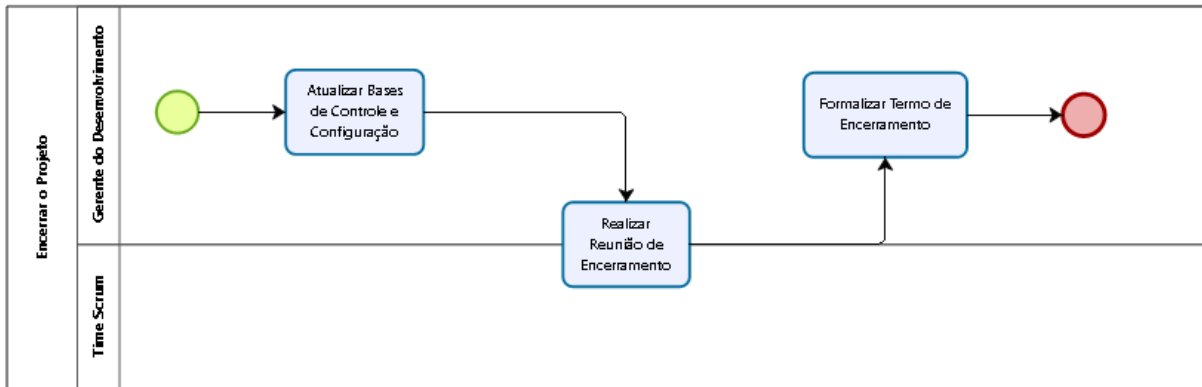 Encerrar o Projeto
Gerente do Desenvolvimento
Atualizar Bases
de Controle e
Configuração
Formalizar Termo de
Encerramento
Realizar
Reunião de
Encerramento
Time Scrum